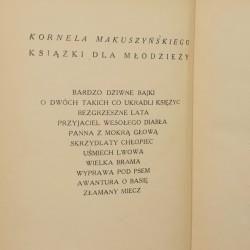 KORNELA MAKUSZYŃSKIEGO
KSIĄŻKI DLA MŁODZIEŻY
BARDZO DZIWNE BAJKI
O DWÓCH TAKICH CO UKRADLI KSIĘŻYC
BEZGRZESZNE LATA
PRZYJACIEL WESOŁEGO DIABŁA
PANNA Z MOKRĄ GŁOWĄ
SKRZYDLATY CHŁOPIEC
UŚMIECH LWOWA
WIELKA BRAMA
WYPRAWA POD PSEM
AWANTURA O BASIĘ
ZŁAMANY MIECZ